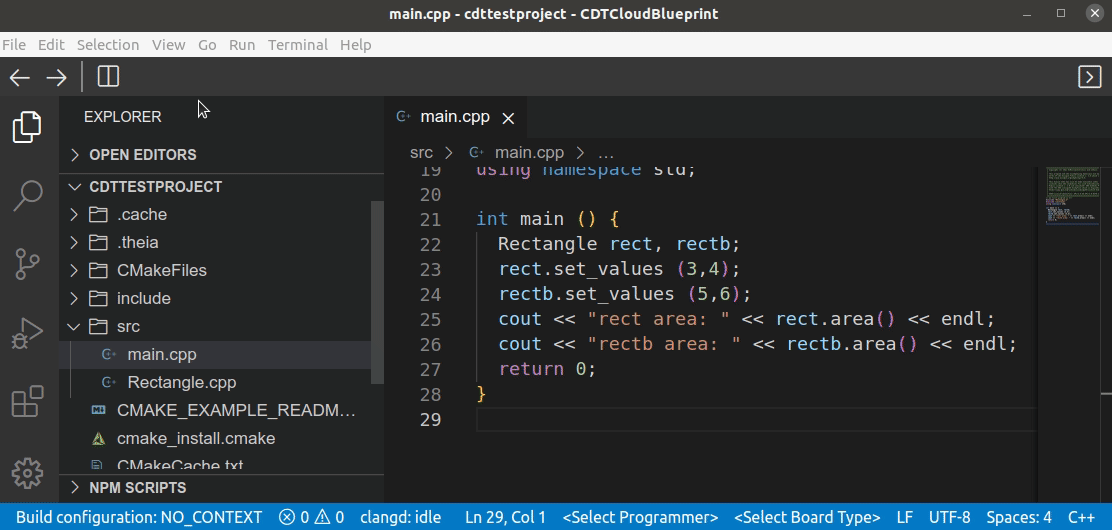 main.cpp - cdttestproject - CDTCloudBlueprint
File Edit Selection View Go Run Terminal Help
EXPLORER
OPEN EDITORS
CDTTESTPROJECT
.cache
.theia
CMakeFiles
include
src
main.cpp
Rectangle.cpp
CMAKE_EXAMPLE_READM...
cmake_install.cmake
CMakeCache.txt
NPM SCRIPTS
main.cpp
src > main.cpp > ...
19 using namespace std;
20
21 int main () {
22 Rectangle rect, rectb;
23 rect.set_values (3,4);
24 rectb.set_values (5,6);
25 cout << "rect area: " << rect.area() << endl;
26 cout << "rectb area: " << rectb.area() << endl;
27 return 0;
28 }
29
Build configuration: NO_CONTEXT 0 0 clangd: idle Ln 29, Col 1 <Select Programmer> <Select Board Type> LF UTF-8 Spaces: 4 C++